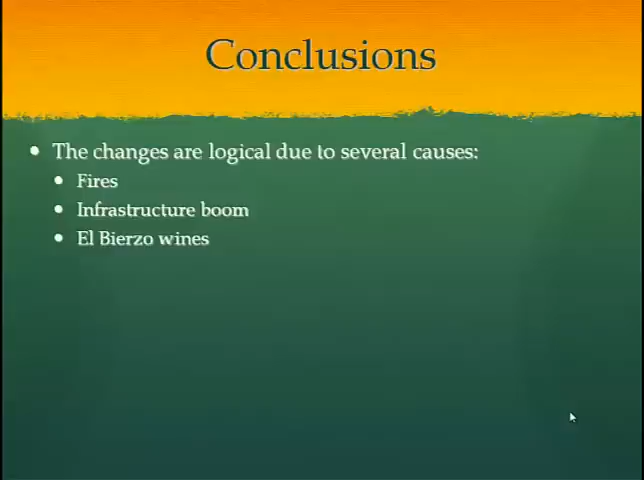 Conclusions
The changes are logical due to several causes:
Fires
Infrastructure boom
El Bierzo wines